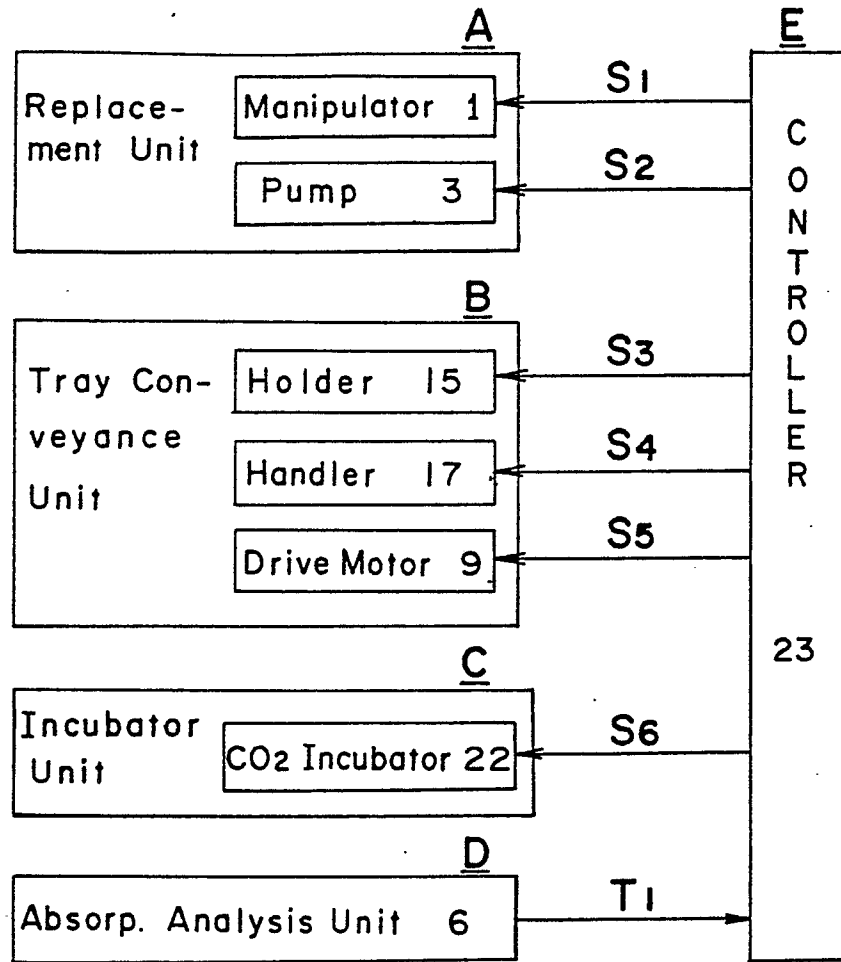 A
Replace-
ment Unit
Manipulator 1
Pump 3
S1
S2
B
Tray Con-
veyance
Unit
Holder 15
Handler 17
Drive Motor 9
S3
S4
S5
C
Incubator
Unit
CO2 Incubator 22
S6
D
Absorp. Analysis Unit 6
T1
E
CONTROLLER
23